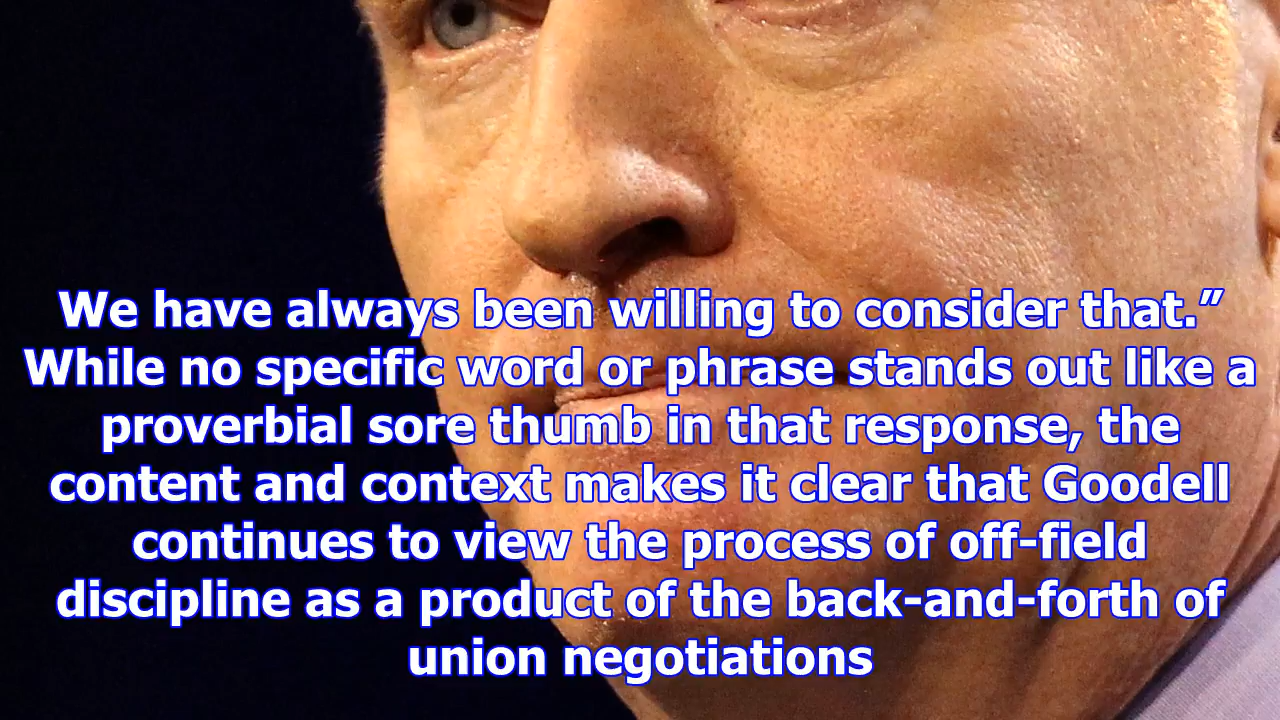 We have always been willing to consider that.”
While no specific word or phrase stands out like a
proverbial sore thumb in that response, the
content and context makes it clear that Goodell
continues to view the process of off-field
discipline as a product of the back-and-forth of
union negotiations